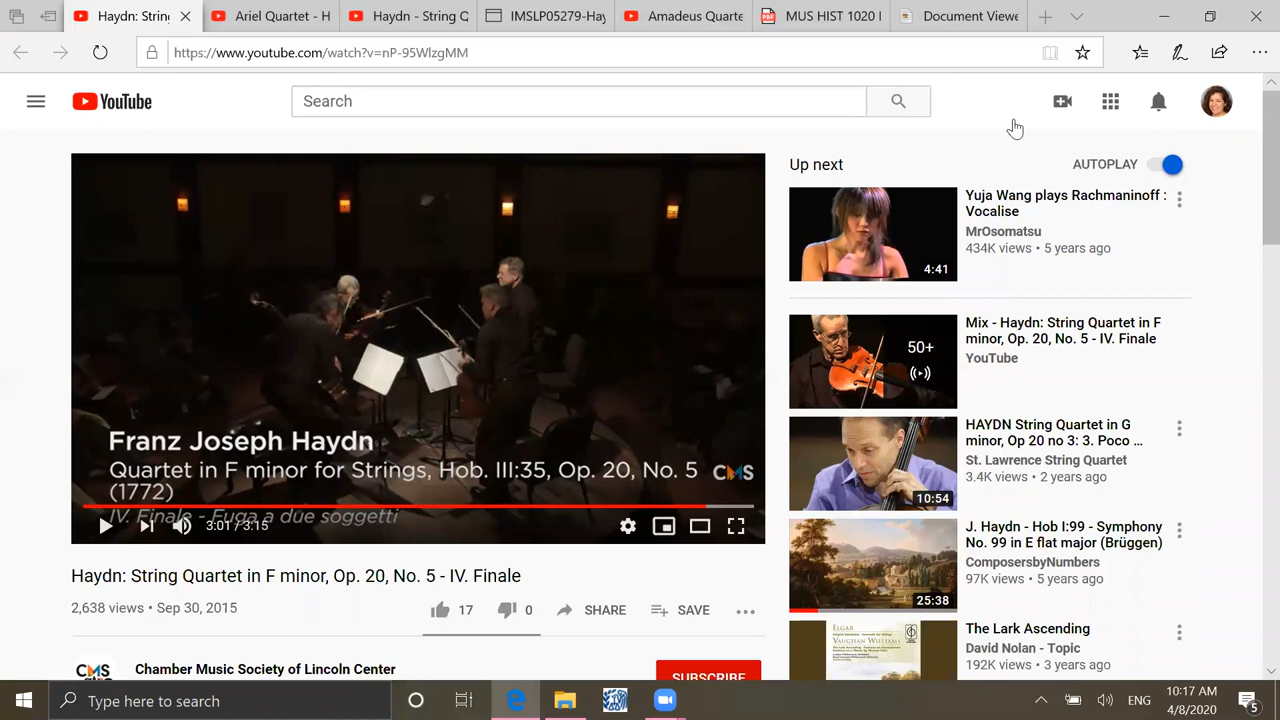 Haydn: Strin
Ariel Quartet - H
Haydn - String Q
MSLP05279-Hay
Amadeus Quarte
PDF
MUS HIST 1020 I
Document Viewe
https://www.youtube.com/watch?v=nP-95WlzgMM
YouTube
Search
Up next
AUTOPLAY
Yuja Wang plays Rachmaninoff :
Vocalise
MrOsomatsu
434K views • 5 years ago
4:41
Mix - Haydn: String Quartet in F
minor, Op. 20, No. 5 - IV. Finale
YouTube
50+
HAYDN String Quartet in G
minor, Op 20 no 3: 3. Poco ...
St. Lawrence String Quartet
3.4K views • 2 years ago
10:54
J. Haydn - Hob I:99 - Symphony
No. 99 in E flat major (Brüggen)
ComposersbyNumbers
97K views • 5 years ago
25:38
The Lark Ascending
David Nolan - Topic
192K views • 3 years ago
ELGAR
VAUGHAN WILLIAMS
Franz Joseph Haydn
Quartet in F minor for Strings, Hob. III:35, Op. 20, No. 5
(1772)
IV. Finale - Fuga a due soggetti
CMS
3:01 / 3:15
Haydn: String Quartet in F minor, Op. 20, No. 5 - IV. Finale
2,638 views • Sep 30, 2015
17
0
SHARE
SAVE
CMS
Chamber Music Society of Lincoln Center
SUBSCRIBE
Type here to search
ENG
10:17 AM
4/8/2020
5